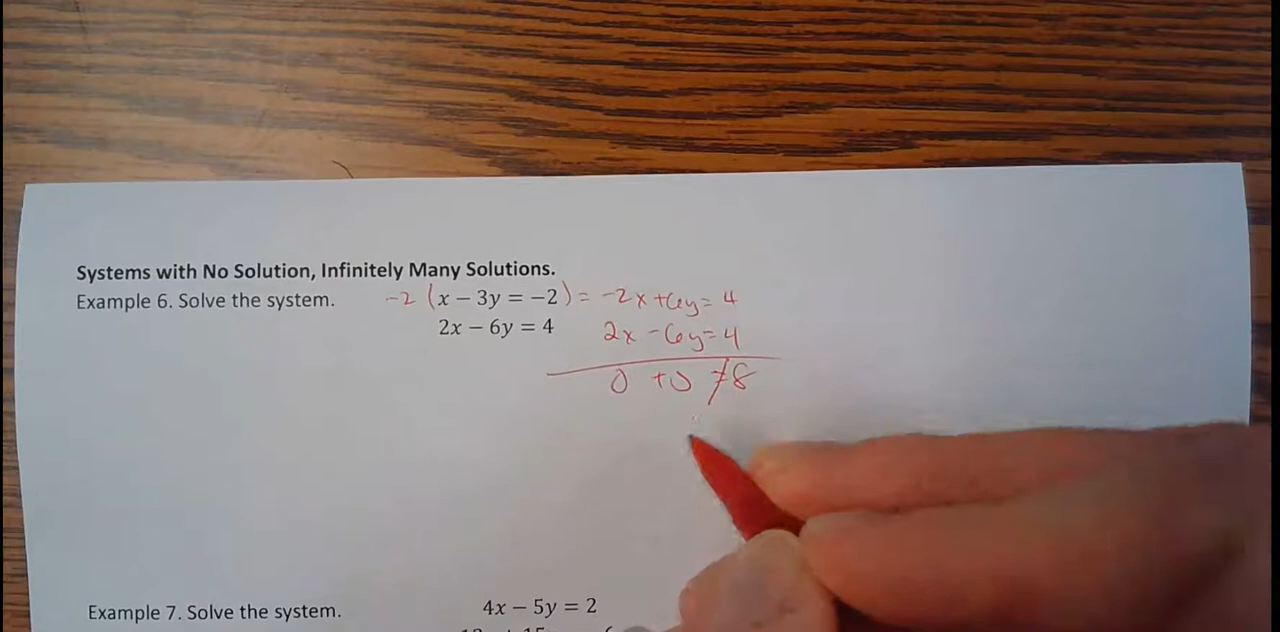 Systems with No Solution, Infinitely Many Solutions.
Example 6. Solve the system. -2 (x − 3y = −2) = -2x+6y=4
2x − 6y = 4 2x -6y=4
0 +0 ≠8
Example 7. Solve the system. 4x − 5y = 2